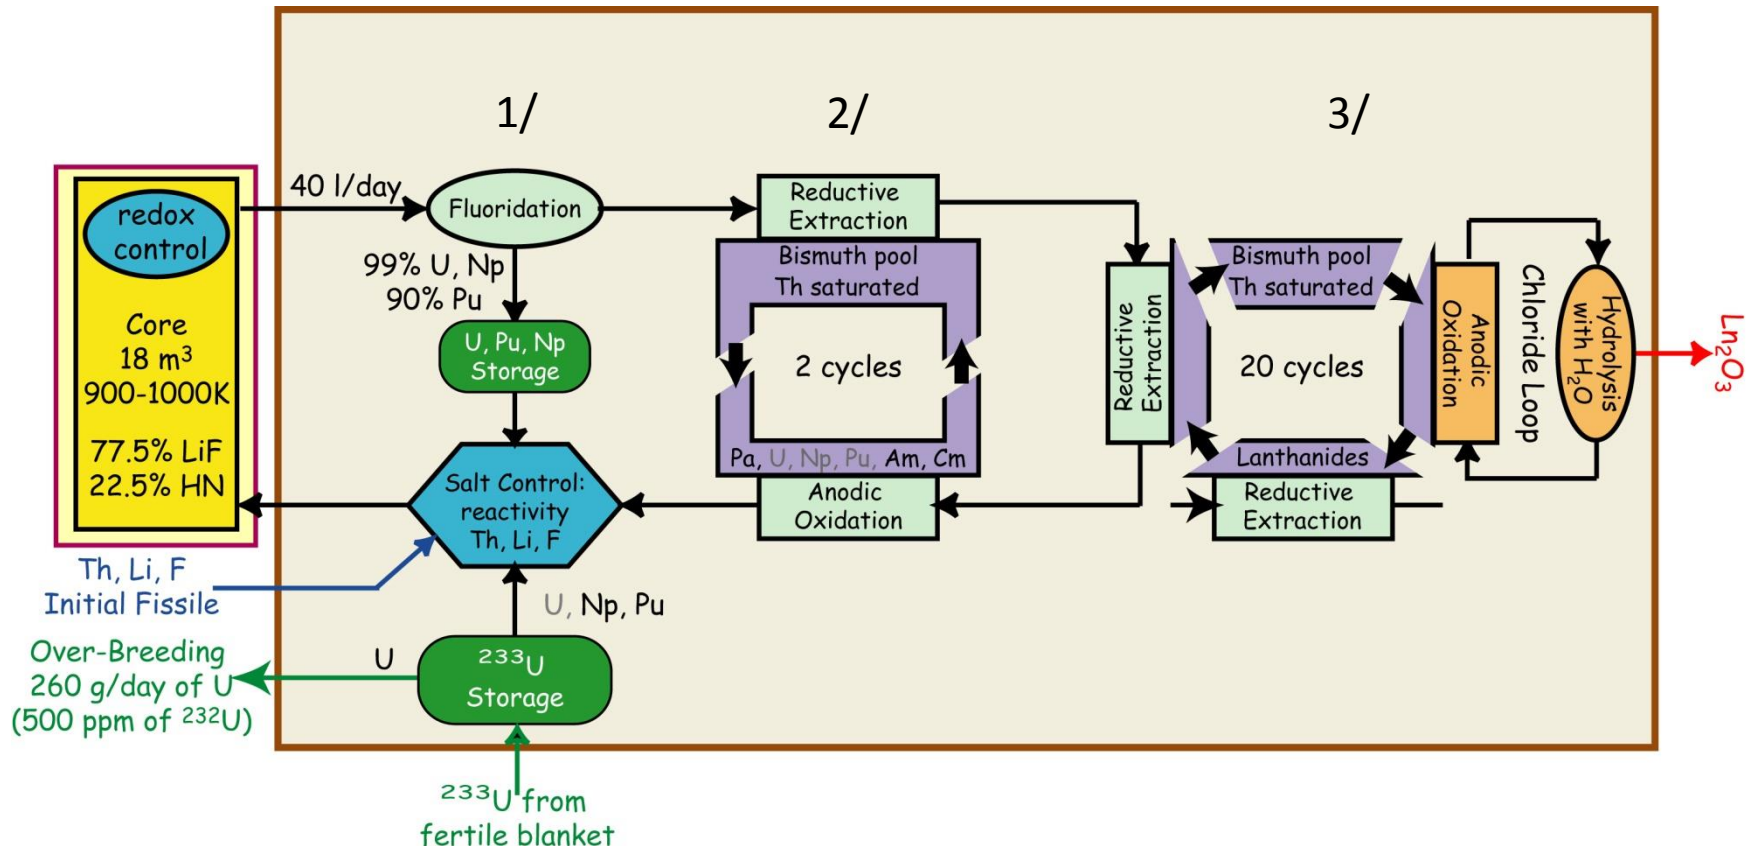 1/
2/
3/
redox
control
Core
18 m³
900-1000K
77.5% LiF
22.5% HN
40 l/day
Fluoridation
99% U, Np
90% Pu
U, Pu, Np
Storage
Salt Control:
reactivity
Th, Li, F
Th, Li, F
Initial Fissile
U, Np, Pu
²³³U
Storage
U
Over-Breeding
260 g/day of U
(500 ppm of ²³²U)
²³³U from
fertile blanket
Reductive
Extraction
Bismuth pool
Th saturated
2 cycles
Pa, U, Np, Pu, Am, Cm
Anodic
Oxidation
Reductive
Extraction
Bismuth pool
Th saturated
20 cycles
Lanthanides
Reductive
Extraction
Anodic
Oxidation
Chloride Loop
Hydrolysis
with H₂O
Ln₂O₃